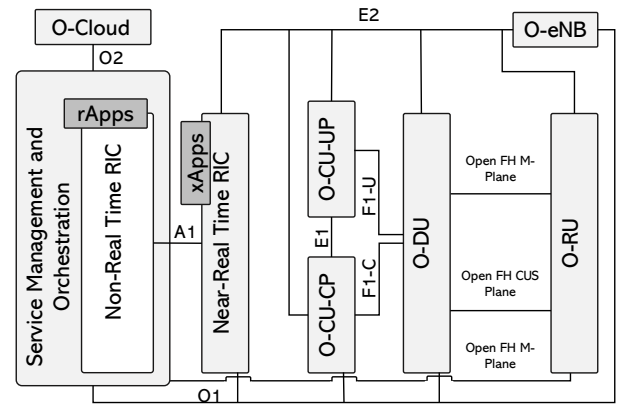 E2
O-Cloud
O-eNB
O2
rApps
Service Management and
Orchestration
Non-Real Time RIC
xApps
Near-Real Time RIC
A1
O-CU-UP
F1-U
E1
F1-C
O-CU-CP
O-DU
Open FH M-
Plane
Open FH CUS
Plane
Open FH M-
Plane
O-RU
O1